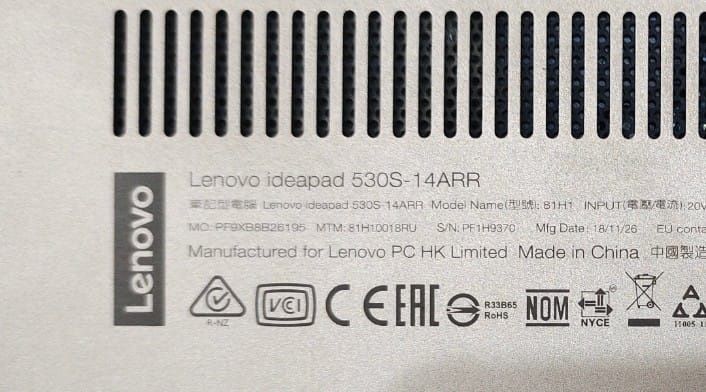 Lenovo
Lenovo ideapad 530S-14ARR
筆記型電腦 Lenovo ideapad 530S-14ARR Model Name(型號): 81H1 INPUT(電壓/電流): 20V
MO: PF9XB8B26195 MTM: 81H10018RU S/N: PF1H9370 Mfg Date: 18/11/26 EU conta
Manufactured for Lenovo PC HK Limited Made in China 中國製造
R-NZ
VCI
CE EAC
R33B65
RoHS
NOM
NYCE
11005